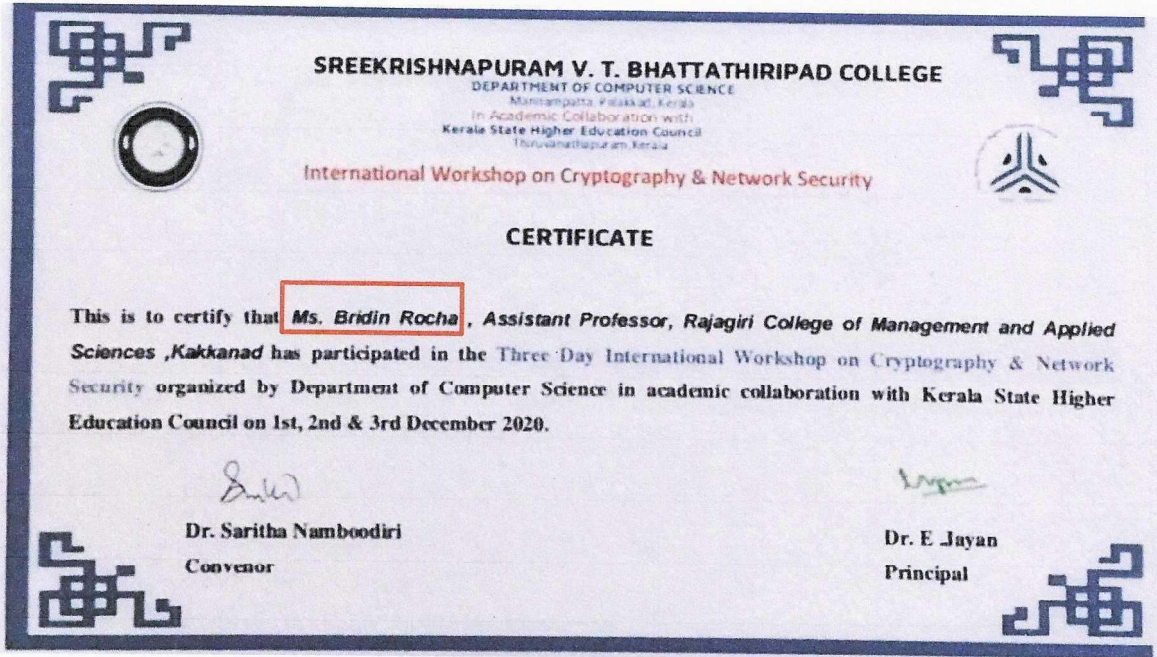 SREEKRISHNAPURAM V. T. BHATTATHIRIPAD COLLEGE
DEPARTMENT OF COMPUTER SCIENCE
Mannampatta, Palakkad, Kerala
In Academic Collaboration with
Kerala State Higher Education Council
Thiruvanathapuram, Kerala
International Workshop on Cryptography & Network Security
CERTIFICATE
This is to certify that Ms. Bridin Rocha , Assistant Professor, Rajagiri College of Management and Applied
Sciences ,Kakkanad has participated in the Three Day International Workshop on Cryptography & Network
Security organized by Department of Computer Science in academic collaboration with Kerala State Higher
Education Council on 1st, 2nd & 3rd December 2020.
Dr. Saritha Namboodiri
Convenor
Dr. E Jayan
Principal